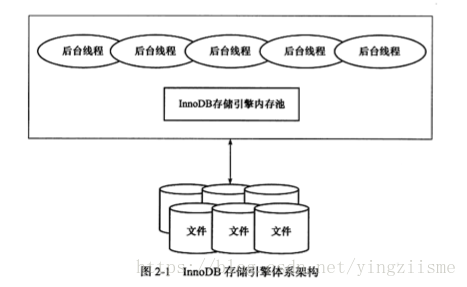 后台线程 后台线程 后台线程 后台线程 后台线程
InnoDB存储引擎内存池
文件 文件 文件
图 2-1 InnoDB 存储引擎体系架构
https://blog.csdn.net/yingziisme